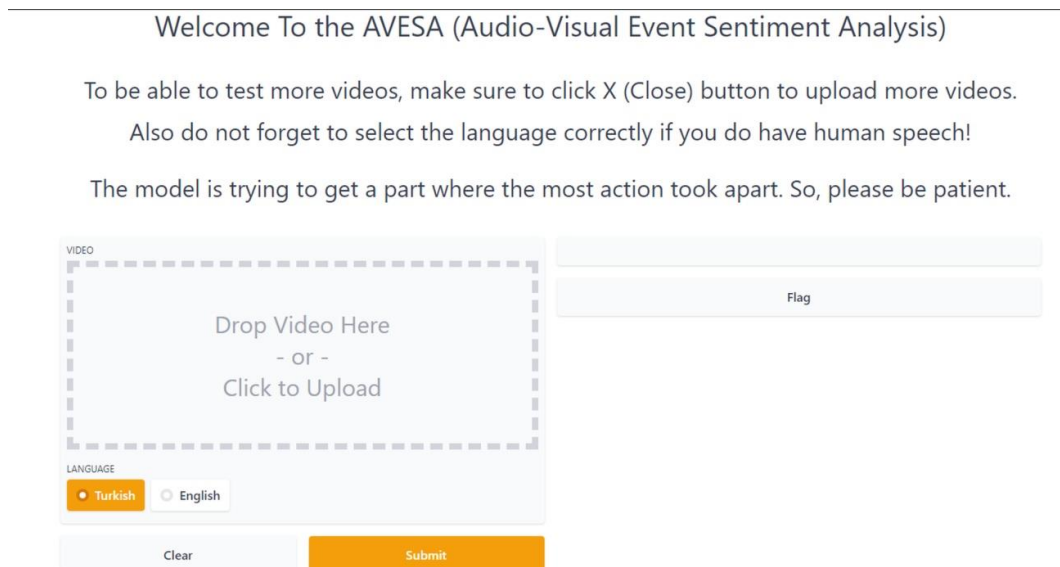 Welcome To the AVESA (Audio-Visual Event Sentiment Analysis)
To be able to test more videos, make sure to click X (Close) button to upload more videos.
Also do not forget to select the language correctly if you do have human speech!
The model is trying to get a part where the most action took apart. So, please be patient.
VIDEO
Drop Video Here
- or -
Click to Upload
LANGUAGE
Turkish English
Clear Submit
Flag